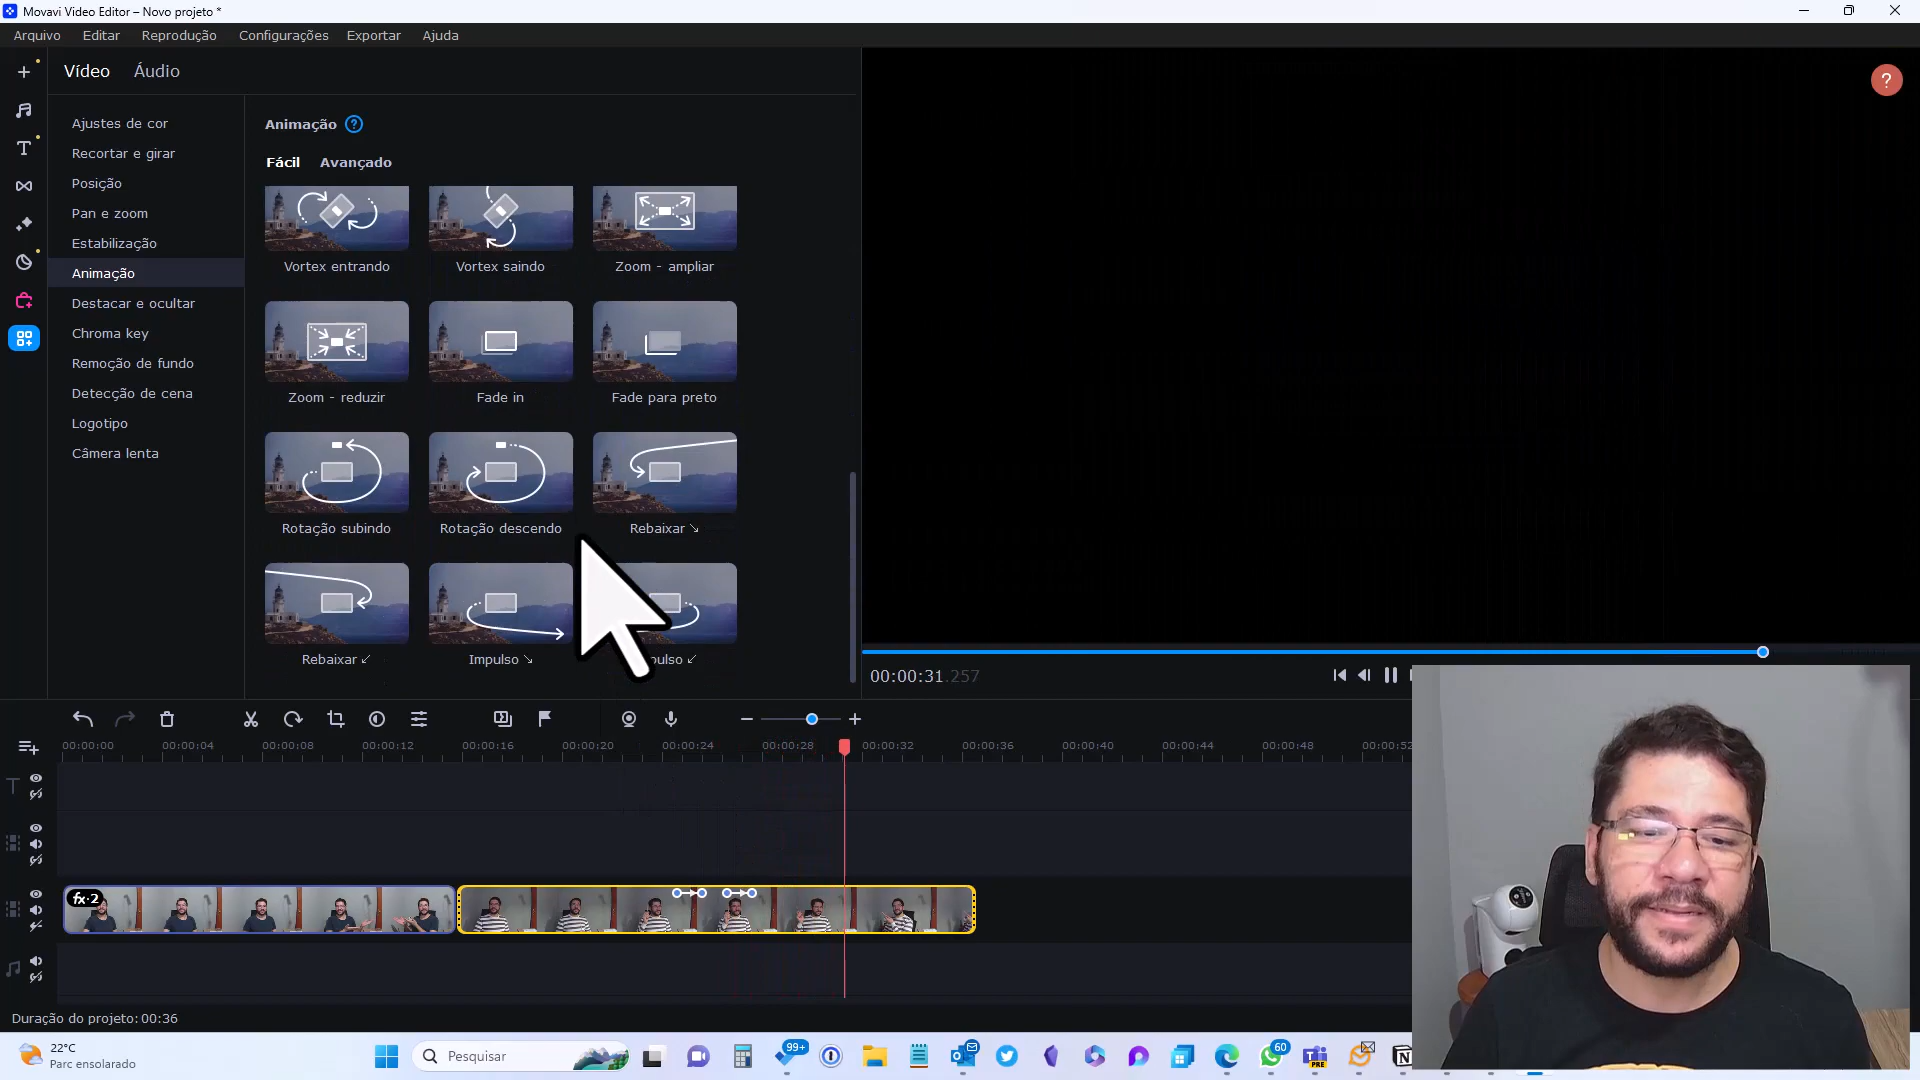 Movavi Video Editor – Novo projeto *
Arquivo Editar Reprodução Configurações Exportar Ajuda
Vídeo Áudio
Ajustes de cor
Recortar e girar
Posição
Pan e zoom
Estabilização
Animação
Destacar e ocultar
Chroma key
Remoção de fundo
Detecção de cena
Logotipo
Câmera lenta
Animação ?
Fácil Avançado
Vortex entrando Vortex saindo Zoom - ampliar
Zoom - reduzir Fade in Fade para preto
Rotação subindo Rotação descendo Rebaixar ↘
Rebaixar ↙ Impulso ↘ pulso ↙
?
00:00:31.257
00:00:00 00:00:04 00:00:08 00:00:12 00:00:16 00:00:20 00:00:24 00:00:28 00:00:32 00:00:36 00:00:40 00:00:44 00:00:48 00:00:52
fx·2
Duração do projeto: 00:36
22°C
Parc ensolarado
Pesquisar
99+
60
PRE